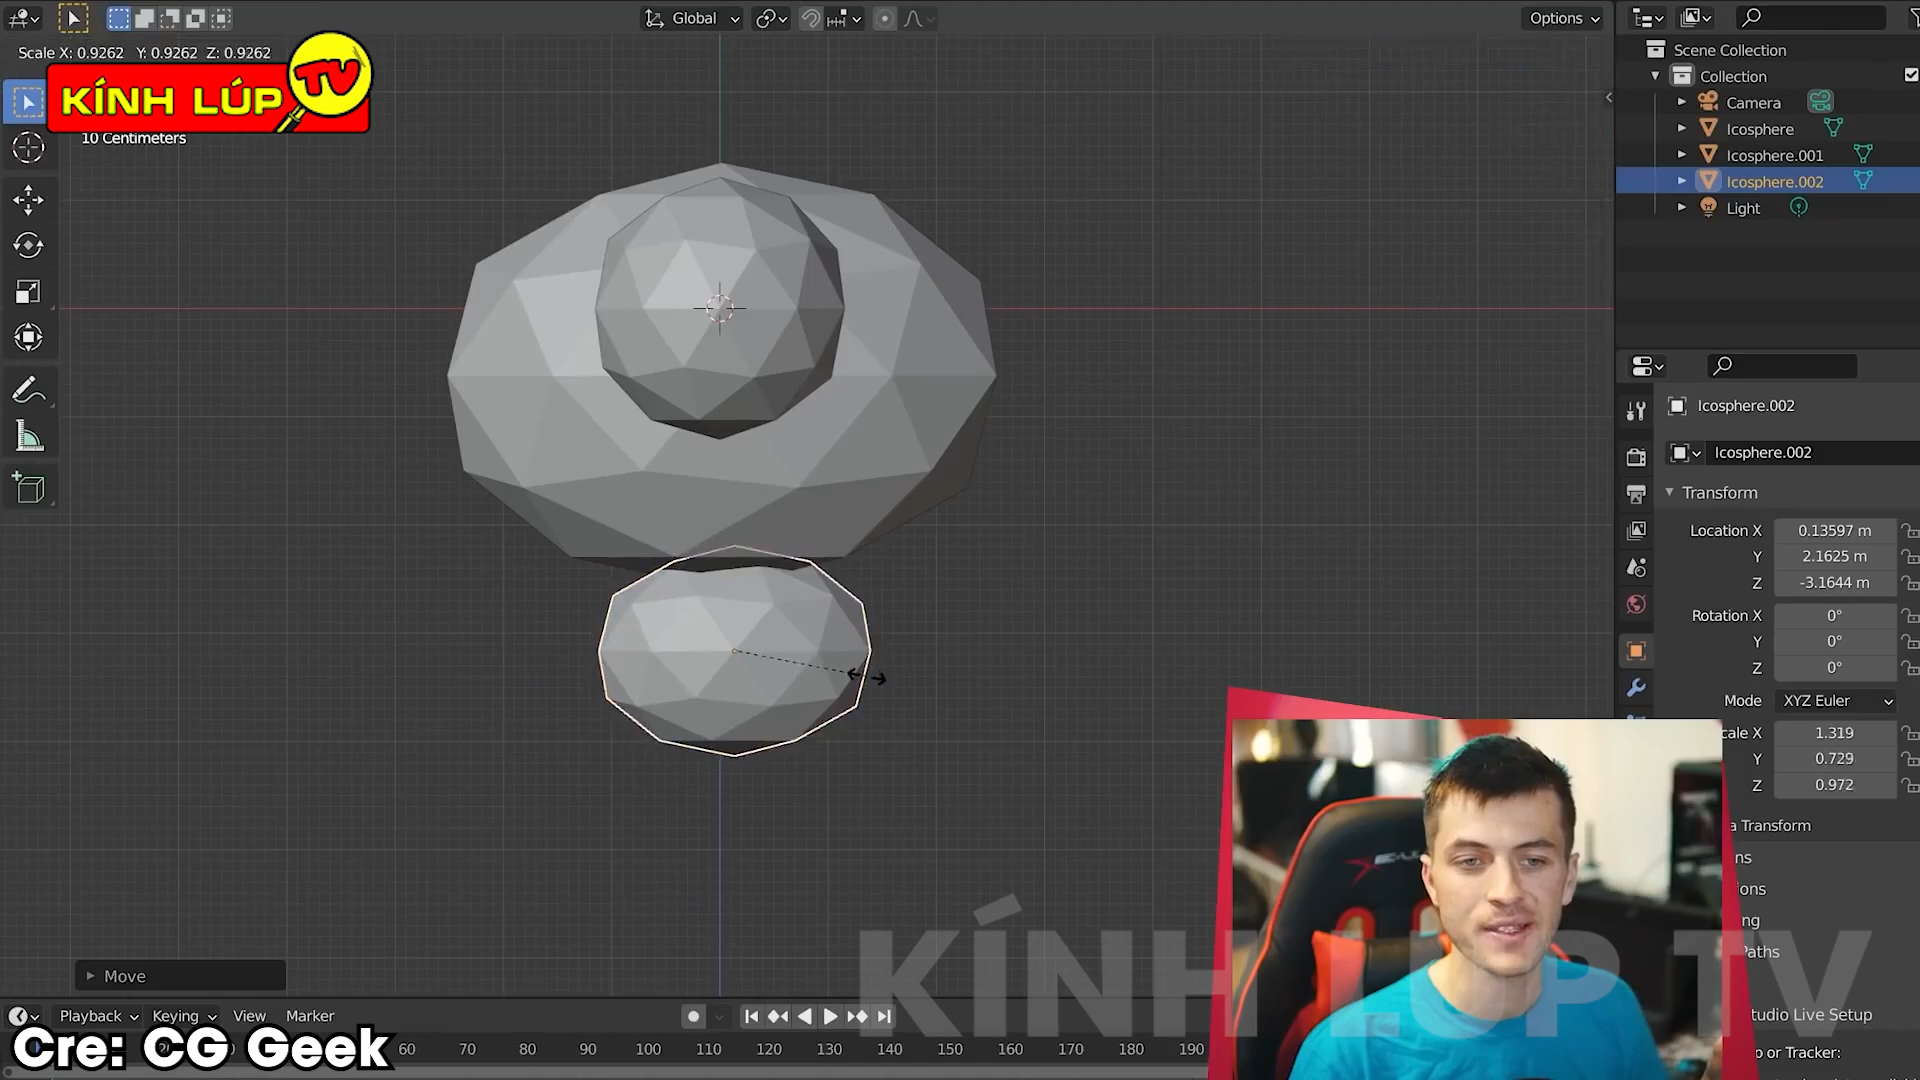 Global
Options
Scale X: 0.9262 Y: 0.9262 Z: 0.9262
KÍNH LÚP TV
10 Centimeters
Scene Collection
Collection
Camera
Icosphere
Icosphere.001
Icosphere.002
Light
Icosphere.002
Icosphere.002
Transform
Location X 0.13597 m
Y 2.1625 m
Z -3.1644 m
Rotation X 0°
Y 0°
Z 0°
Mode XYZ Euler
cale X 1.319
Y 0.729
Z 0.972
a Transform
ns
ions
ng
Paths
Move
KÍNH LÚP TV
Playback Keying View Marker
tudio Live Setup
Cre: CG Geek
60 70 80 90 100 110 120 130 140 150 160 170 180 190
o or Tracker: